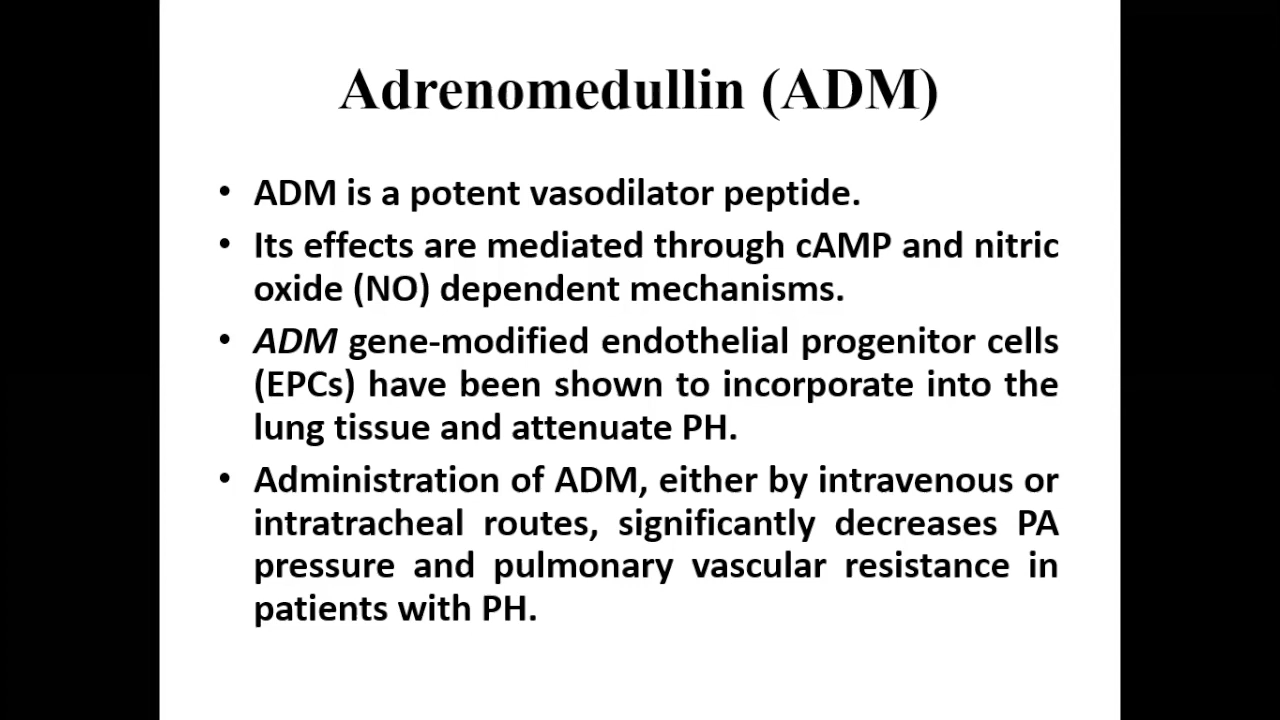 Adrenomedullin (ADM)
• ADM is a potent vasodilator peptide.
• Its effects are mediated through cAMP and nitric
oxide (NO) dependent mechanisms.
• ADM gene-modified endothelial progenitor cells
(EPCs) have been shown to incorporate into the
lung tissue and attenuate PH.
• Administration of ADM, either by intravenous or
intratracheal routes, significantly decreases PA
pressure and pulmonary vascular resistance in
patients with PH.